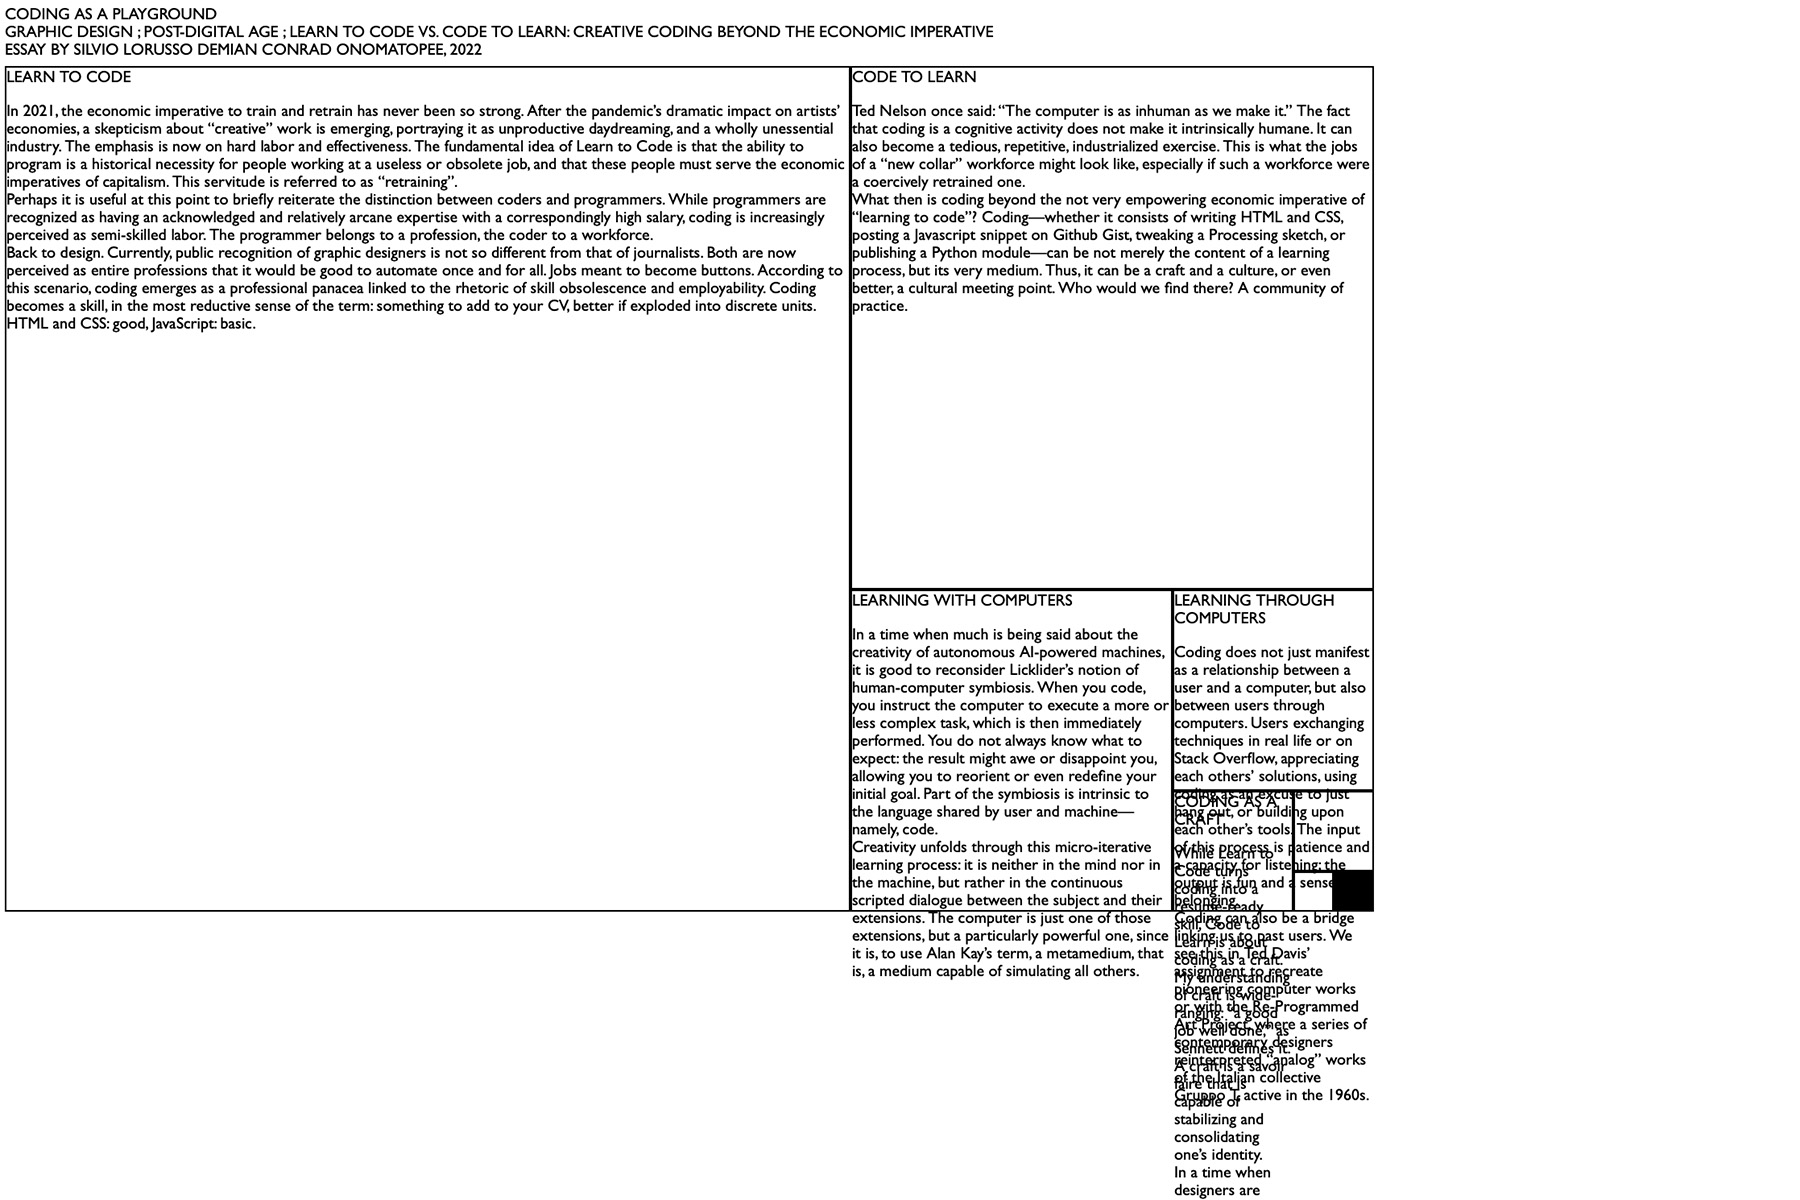 CODING AS A PLAYGROUND
GRAPHIC DESIGN ; POST-DIGITAL AGE ; LEARN TO CODE VS. CODE TO LEARN: CREATIVE CODING BEYOND THE ECONOMIC IMPERATIVE
ESSAY BY SILVIO LORUSSO DEMIAN CONRAD ONOMATOPEE, 2022
LEARN TO CODE
In 2021, the economic imperative to train and retrain has never been so strong. After the pandemic’s dramatic impact on artists’
economies, a skepticism about “creative” work is emerging, portraying it as unproductive daydreaming, and a wholly unessential
industry. The emphasis is now on hard labor and effectiveness. The fundamental idea of Learn to Code is that the ability to
program is a historical necessity for people working at a useless or obsolete job, and that these people must serve the economic
imperatives of capitalism. This servitude is referred to as “retraining”.
Perhaps it is useful at this point to briefly reiterate the distinction between coders and programmers. While programmers are
recognized as having an acknowledged and relatively arcane expertise with a correspondingly high salary, coding is increasingly
perceived as semi-skilled labor. The programmer belongs to a profession, the coder to a workforce.
Back to design. Currently, public recognition of graphic designers is not so different from that of journalists. Both are now
perceived as entire professions that it would be good to automate once and for all. Jobs meant to become buttons. According to
this scenario, coding emerges as a professional panacea linked to the rhetoric of skill obsolescence and employability. Coding
becomes a skill, in the most reductive sense of the term: something to add to your CV, better if exploded into discrete units.
HTML and CSS: good, JavaScript: basic.
CODE TO LEARN
Ted Nelson once said: “The computer is as inhuman as we make it.” The fact
that coding is a cognitive activity does not make it intrinsically humane. It can
also become a tedious, repetitive, industrialized exercise. This is what the jobs
of a “new collar” workforce might look like, especially if such a workforce were
a coercively retrained one.
What then is coding beyond the not very empowering economic imperative of
“learning to code”? Coding—whether it consists of writing HTML and CSS,
posting a Javascript snippet on Github Gist, tweaking a Processing sketch, or
publishing a Python module—can be not merely the content of a learning
process, but its very medium. Thus, it can be a craft and a culture, or even
better, a cultural meeting point. Who would we find there? A community of
practice.
LEARNING WITH COMPUTERS
In a time when much is being said about the
creativity of autonomous AI-powered machines,
it is good to reconsider Licklider’s notion of
human-computer symbiosis. When you code,
you instruct the computer to execute a more or
less complex task, which is then immediately
performed. You do not always know what to
expect: the result might awe or disappoint you,
allowing you to reorient or even redefine your
initial goal. Part of the symbiosis is intrinsic to
the language shared by user and machine—
namely, code.
Creativity unfolds through this micro-iterative
learning process: it is neither in the mind nor in
the machine, but rather in the continuous
scripted dialogue between the subject and their
extensions. The computer is just one of those
extensions, but a particularly powerful one, since
it is, to use Alan Kay’s term, a metamedium, that
is, a medium capable of simulating all others.
LEARNING THROUGH
COMPUTERS
Coding does not just manifest
as a relationship between a
user and a computer, but also
between users through
computers. Users exchanging
techniques in real life or on
Stack Overflow, appreciating
each others’ solutions, using
coding as an excuse to just
hang out, or building upon
each other’s tools. The input
of this process is patience and
a capacity for listening; the
output is fun and a sense
belonging.
Coding can also be a bridge
linking us to past users. We
see this in Ted Davis’
assignment to recreate
pioneering computer works
or with the Re-Programmed
Art Project, where a series of
contemporary designers
reinterpreted “analog” works
of the Italian collective
Gruppo T, active in the 1960s.
CODING AS A
CRAFT
While Learn to
Code turns
coding into a
resume-ready
skill, Code to
Learn is about
coding as a craft.
My understanding
of craft is wide-
ranging: “a good
job well done,” as
Sennett defines it.
A craft is a savoir
faire that is
capable of
stabilizing and
consolidating
one’s identity.
In a time when
designers are